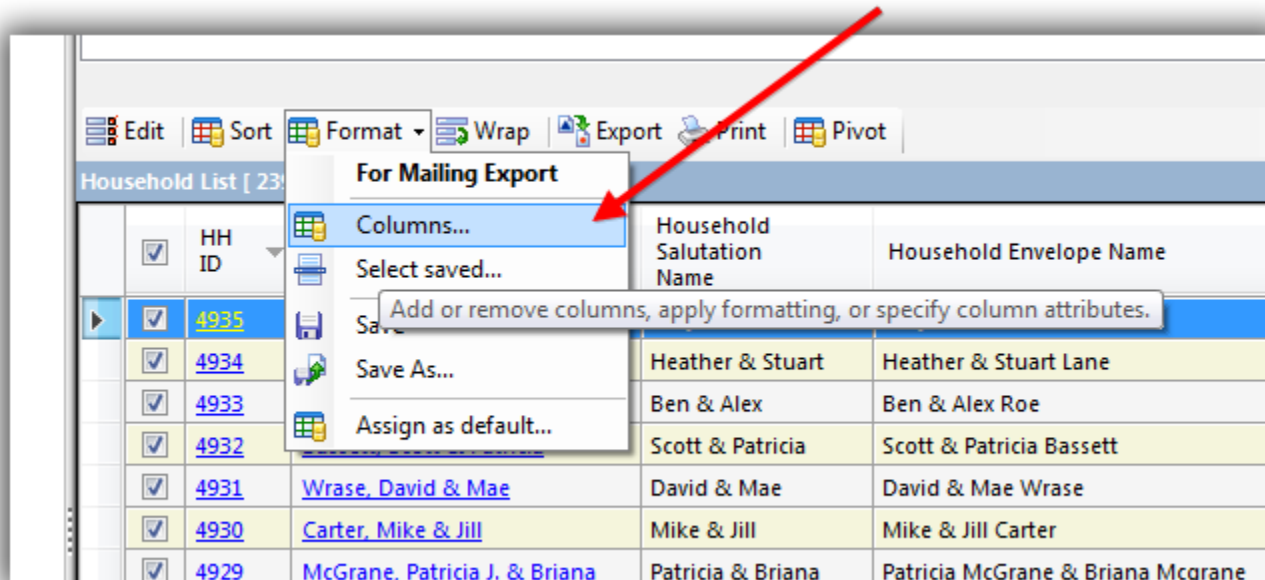 Edit Sort Format Wrap Export Print Pivot
For Mailing Export
Household List [ 23
Columns...
Select saved...
Add or remove columns, apply formatting, or specify column attributes.
Save
Save As...
Assign as default...
HH
ID
Household
Salutation
Name
Household Envelope Name
4935
4934 Heather & Stuart Heather & Stuart Lane
4933 Ben & Alex Ben & Alex Roe
4932 Scott & Patricia Scott & Patricia Bassett
4931 Wrase, David & Mae David & Mae David & Mae Wrase
4930 Carter, Mike & Jill Mike & Jill Mike & Jill Carter
4929 McGrane, Patricia J. & Briana Patricia & Briana Patricia McGrane & Briana Mcgrane